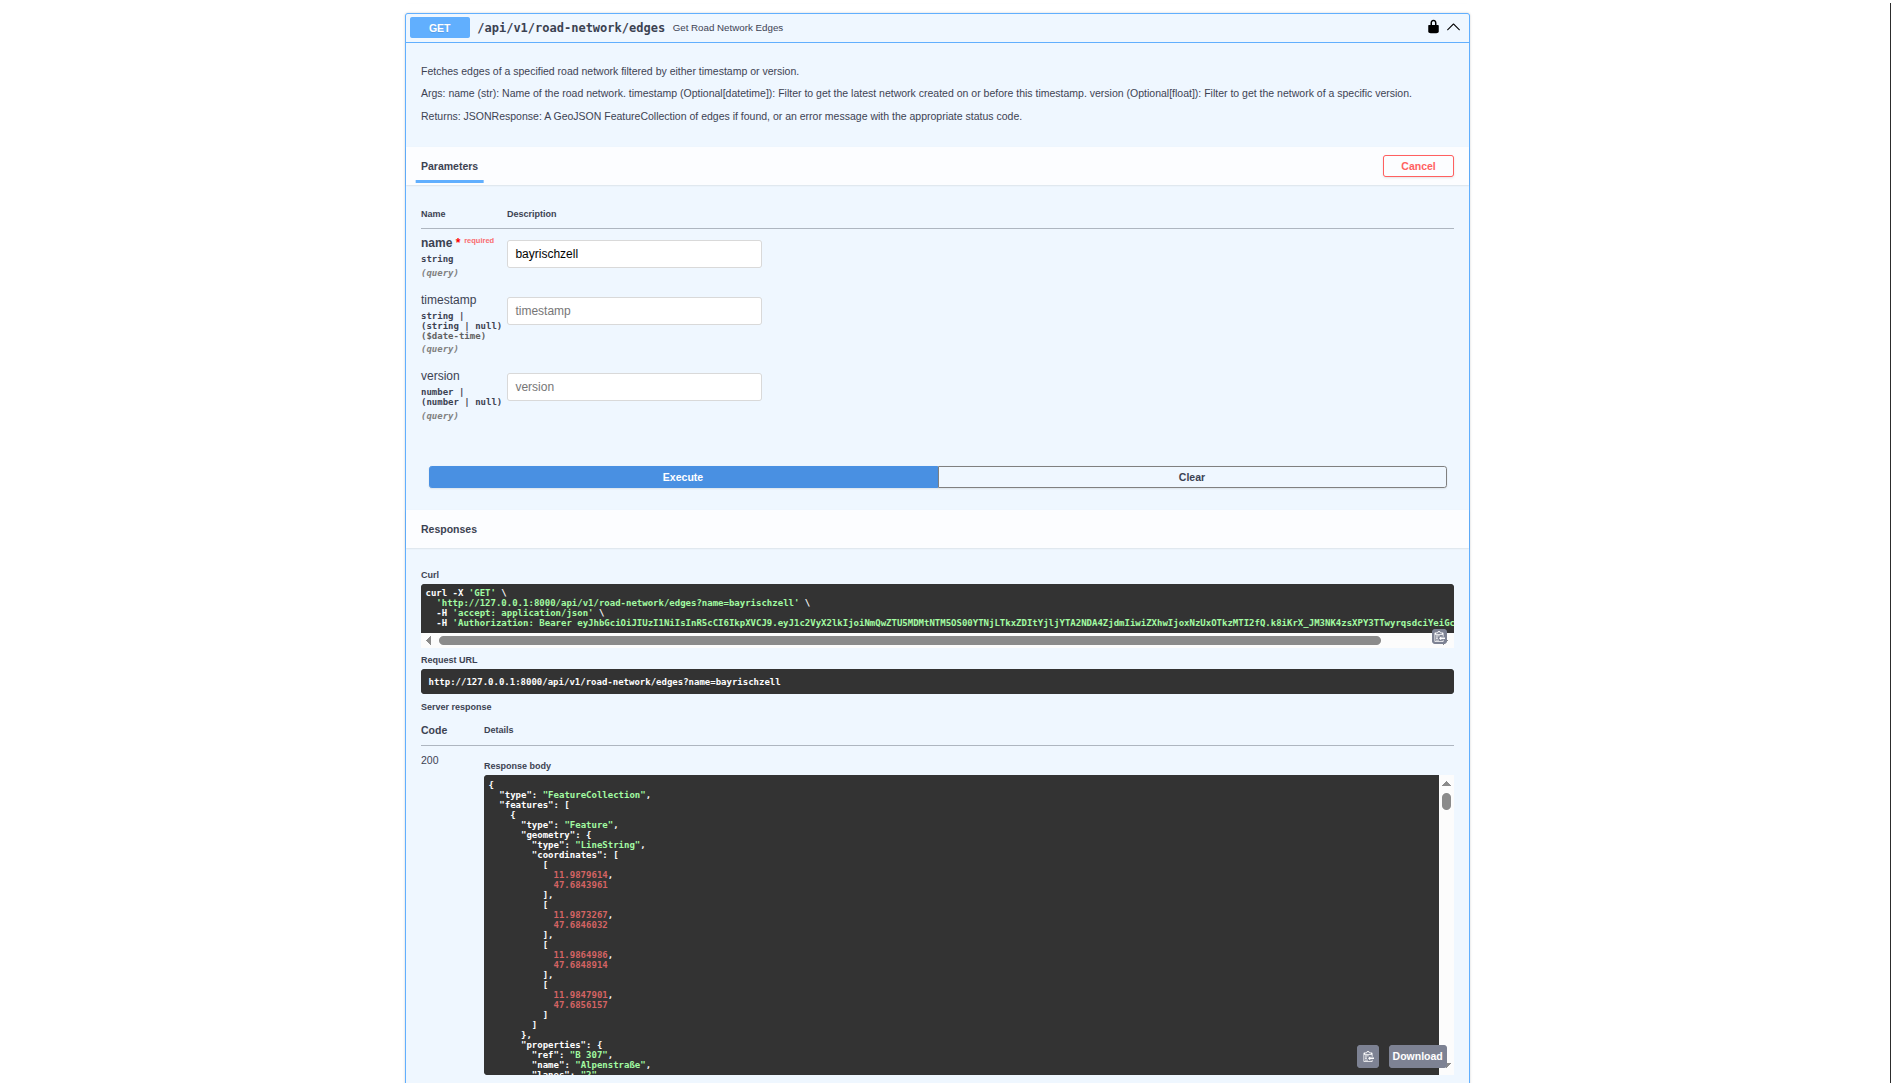 GET /api/v1/road-network/edges Get Road Network Edges
Fetches edges of a specified road network filtered by either timestamp or version.
Args: name (str): Name of the road network. timestamp (Optional[datetime]): Filter to get the latest network created on or before this timestamp. version (Optional[float]): Filter to get the network of a specific version.
Returns: JSONResponse: A GeoJSON FeatureCollection of edges if found, or an error message with the appropriate status code.
Parameters
Cancel
Name Description
name * required
string
(query)
bayrischzell
timestamp
string |
(string | null)
($date-time)
(query)
timestamp
version
number |
(number | null)
(query)
version
Execute
Clear
Responses
Curl
curl -X 'GET' \
'http://127.0.0.1:8000/api/v1/road-network/edges?name=bayrischzell' \
-H 'accept: application/json' \
-H 'Authorization: Bearer
Request URL
http://127.0.0.1:8000/api/v1/road-network/edges?name=bayrischzell
Server response
Code Details
200
Response body
{
"type": "FeatureCollection",
"features": [
{
"type": "Feature",
"geometry": {
"type": "LineString",
"coordinates": [
[
11.9879614,
47.6843961
],
[
11.9873267,
47.6846032
],
[
11.9864986,
47.6848914
],
[
11.9847901,
47.6856157
]
]
},
"properties": {
"ref": "B 307",
"name": "Alpenstraße",
"lanes": "2"
Download